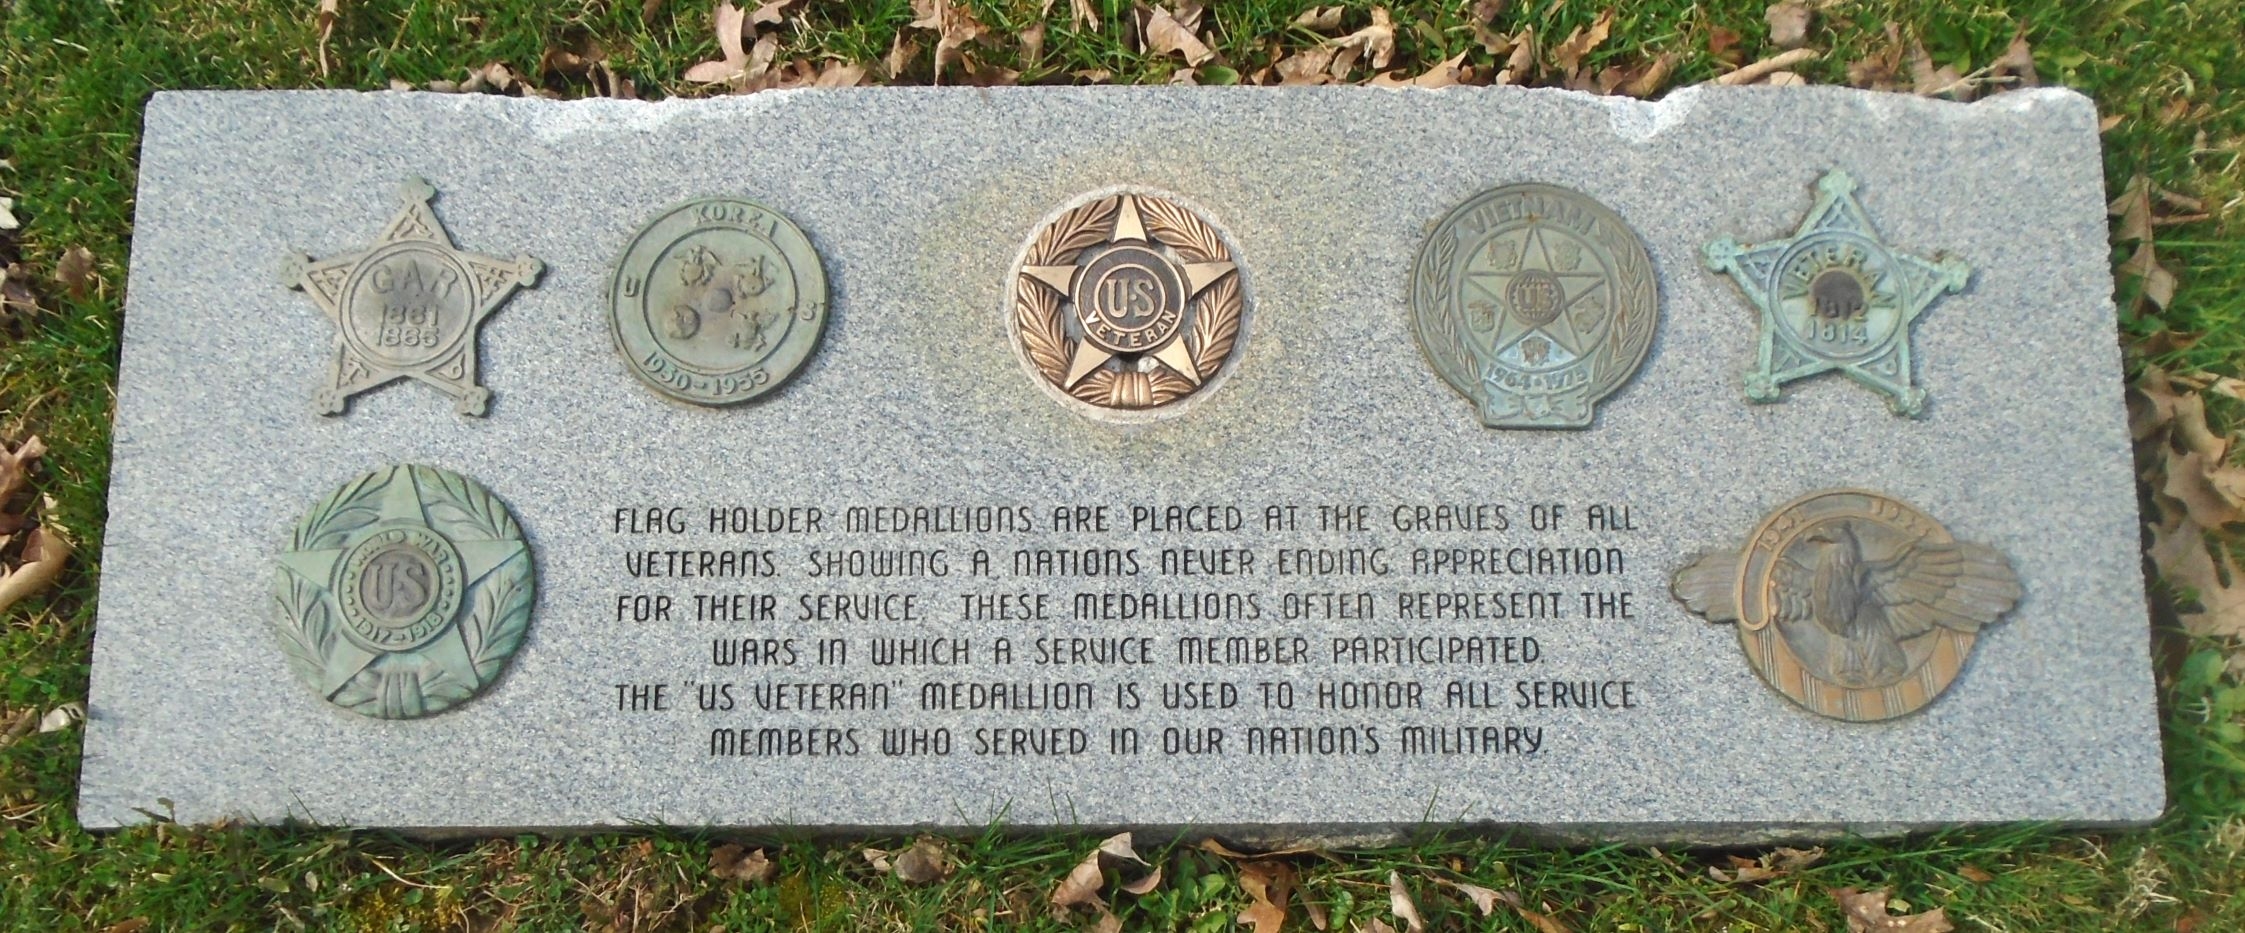 GAR
1861
1865
KOREA
U S
1950-1955
U·S
VETERAN
VIETNAM
US
1964·1975
VETERAN
1812
1814
WORLD WAR
US
1917-1918
1941
FLAG HOLDER MEDALLIONS ARE PLACED AT THE GRAVES OF ALL
VETERANS. SHOWING A NATIONS NEVER ENDING APPRECIATION
FOR THEIR SERVICE. THESE MEDALLIONS OFTEN REPRESENT THE
WARS IN WHICH A SERVICE MEMBER PARTICIPATED.
THE "US VETERAN" MEDALLION IS USED TO HONOR ALL SERVICE
MEMBERS WHO SERVED IN OUR NATION'S MILITARY.